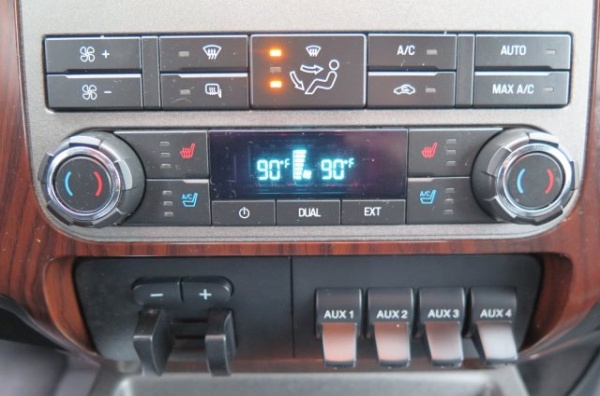 + A/C AUTO
- MAX A/C
90°F 90°F
A/C A/C
DUAL EXT
- +
AUX 1 AUX 2 AUX 3 AUX 4